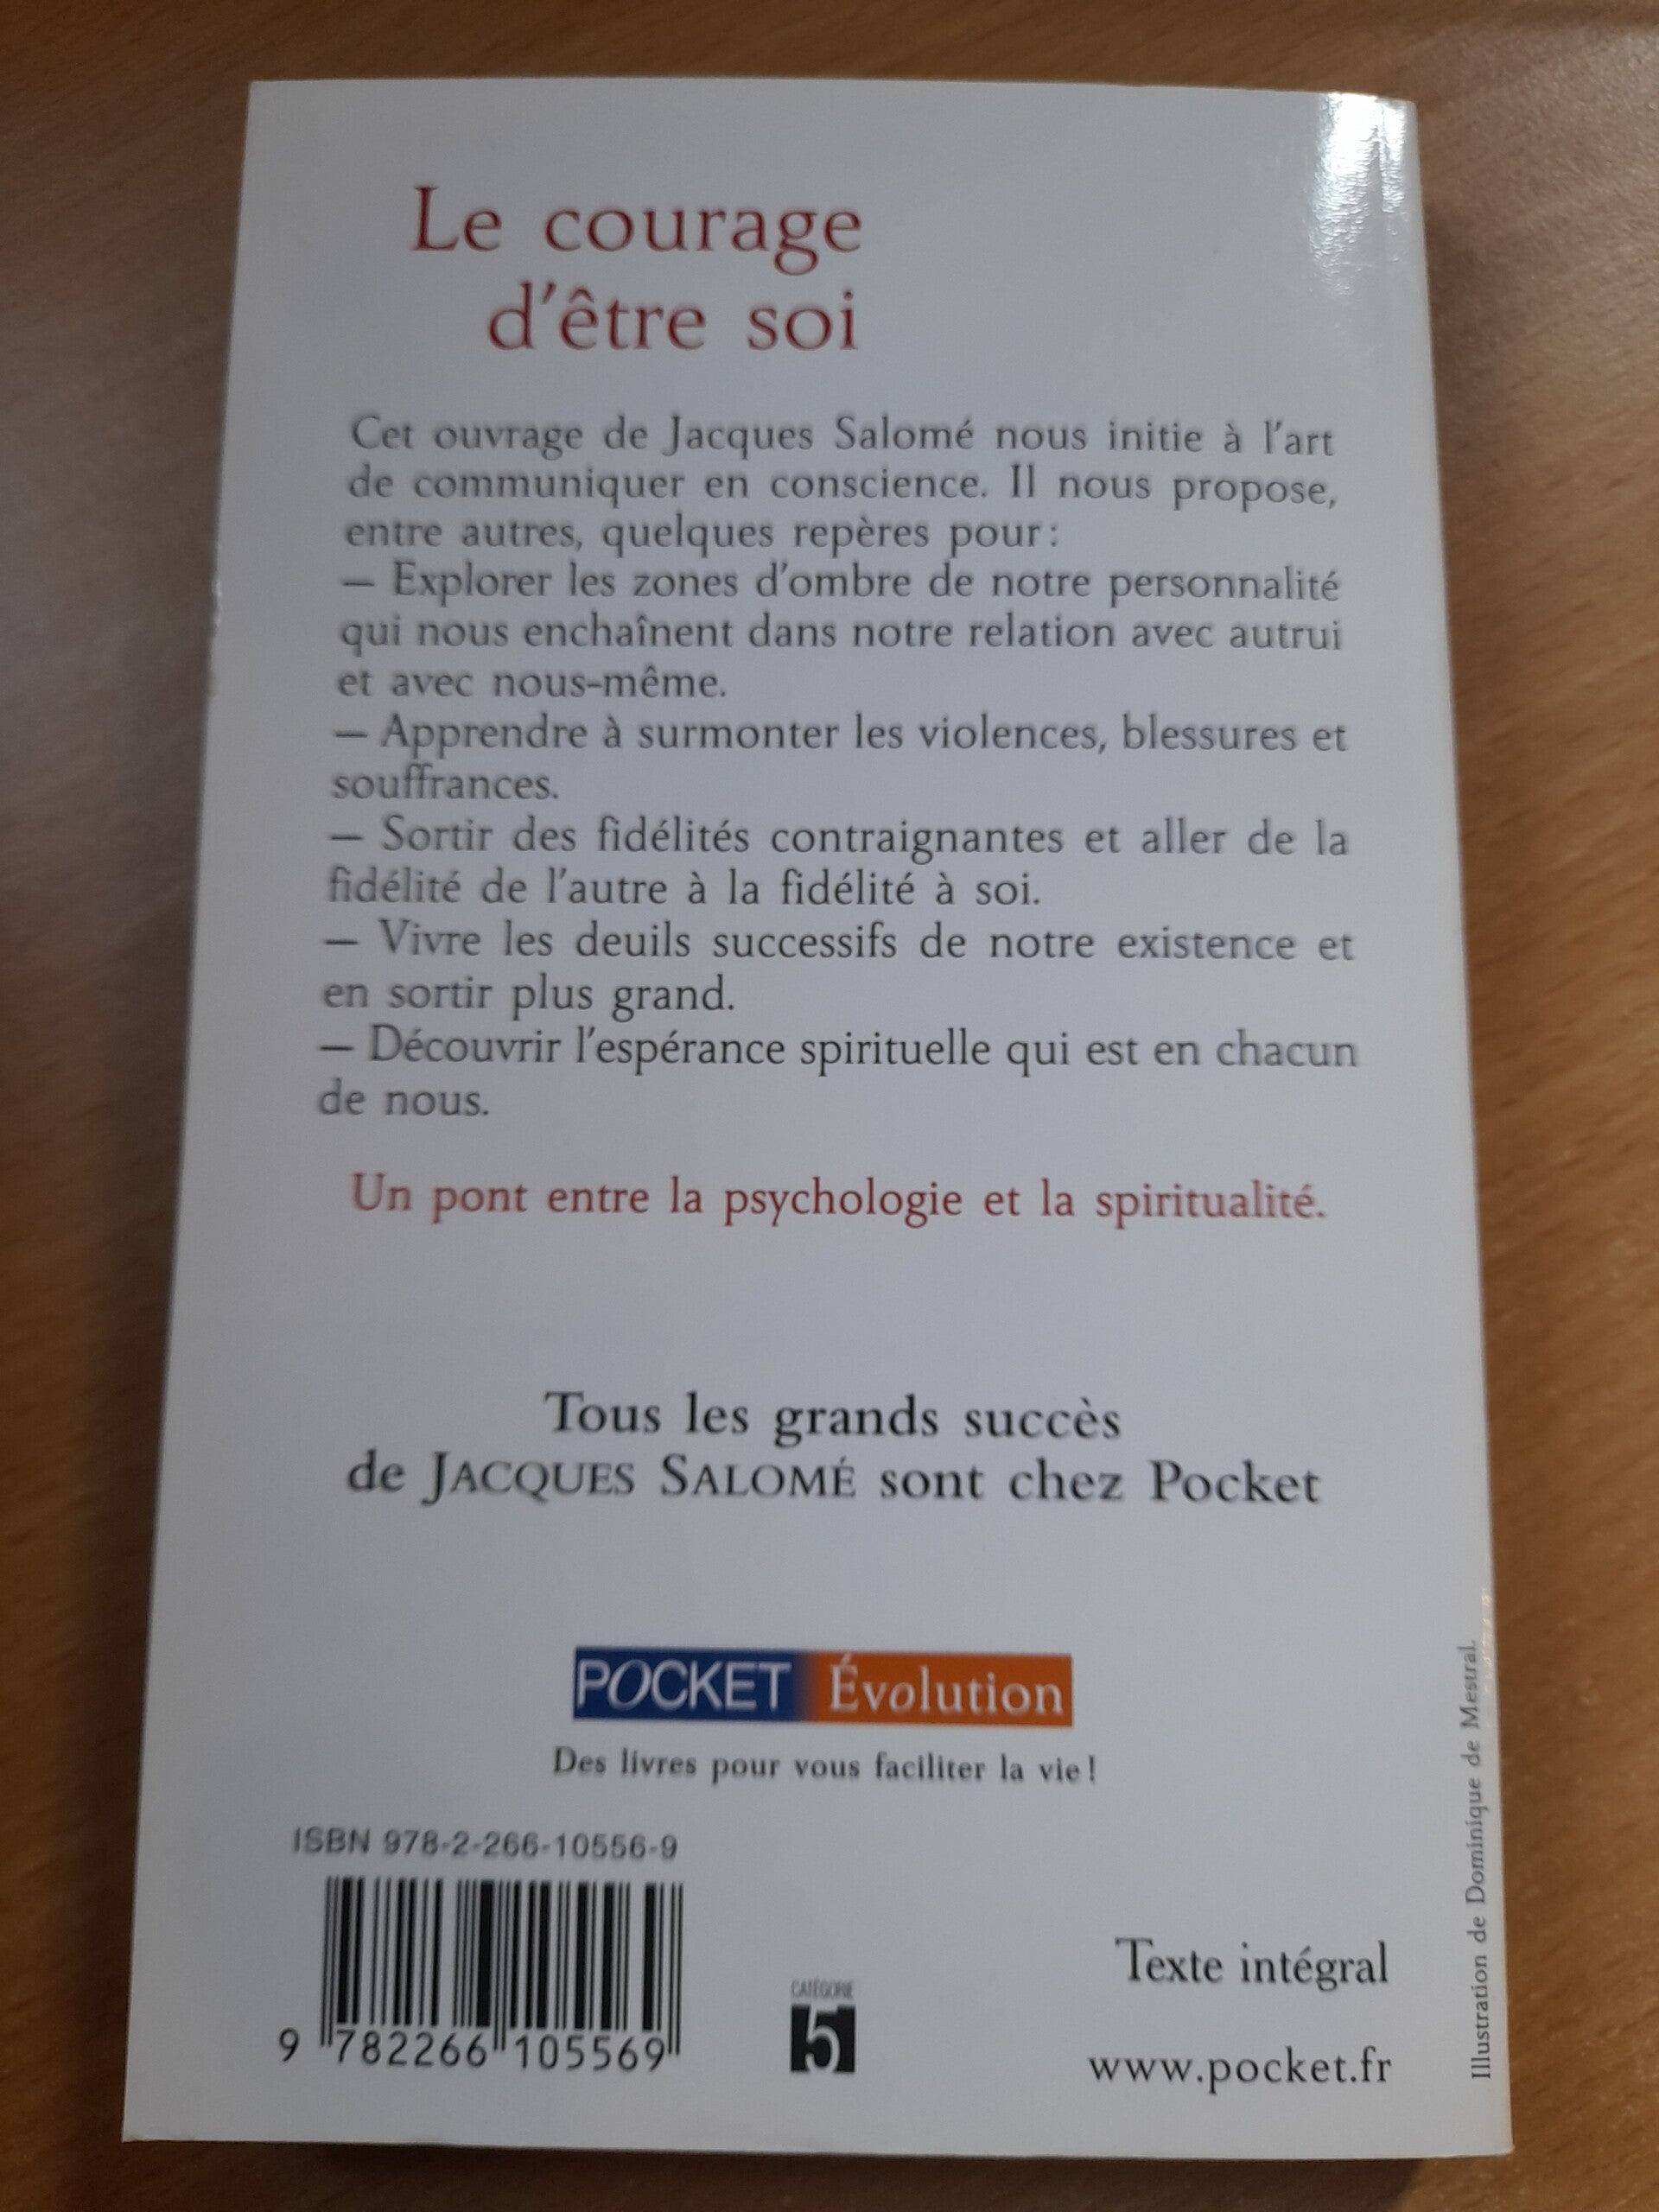 Le courage
d'être soi
Cet ouvrage de Jacques Salomé nous initie à l'art
de communiquer en conscience. Il nous propose,
entre autres, quelques repères pour :
— Explorer les zones d'ombre de notre personnalité
qui nous enchaînent dans notre relation avec autrui
et avec nous-même.
— Apprendre à surmonter les violences, blessures et
souffrances.
— Sortir des fidélités contraignantes et aller de la
fidélité de l'autre à la fidélité à soi.
— Vivre les deuils successifs de notre existence et
en sortir plus grand.
— Découvrir l'espérance spirituelle qui est en chacun
de nous.
Un pont entre la psychologie et la spiritualité.
Tous les grands succès
de JACQUES SALOMÉ sont chez Pocket
POCKET Évolution
Des livres pour vous faciliter la vie !
ISBN 978-2-266-10556-9
9 782266 105569
CATÉGORIE
5
Texte intégral
www.pocket.fr
Illustration de Dominique de Mestral.